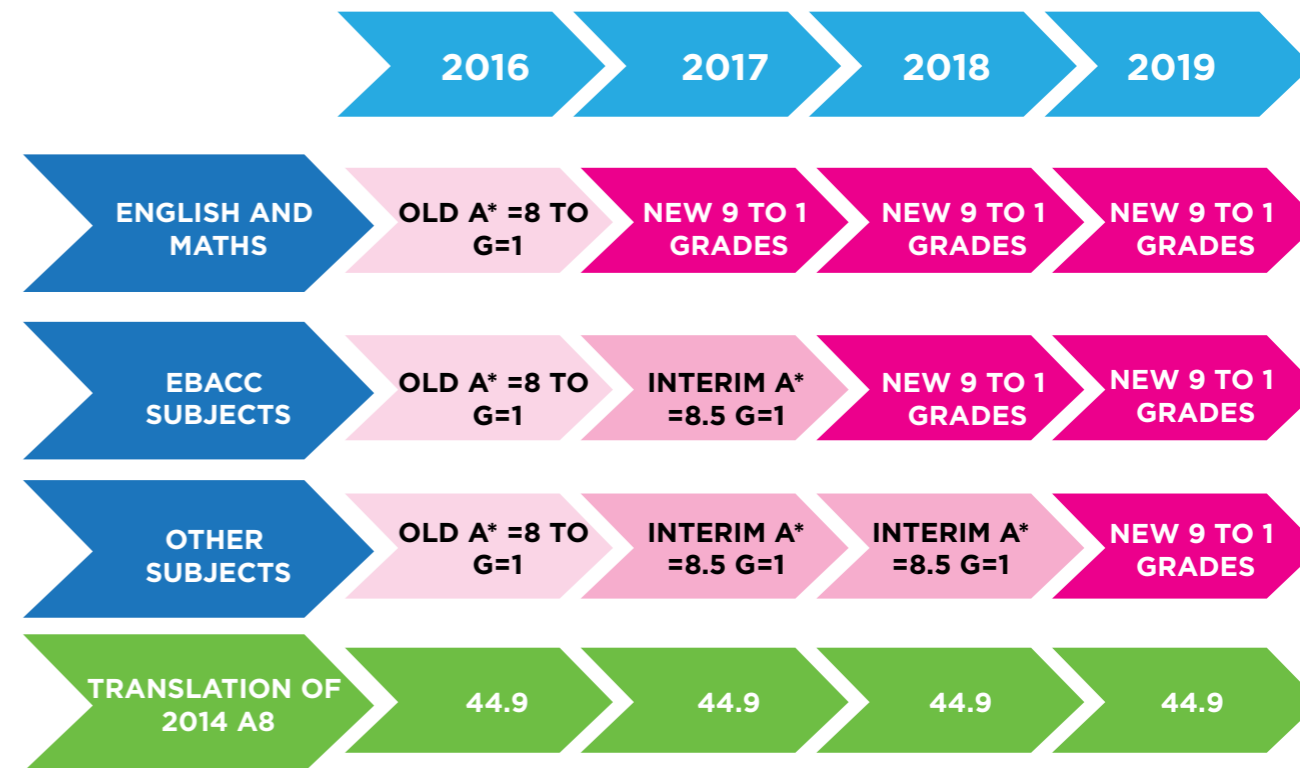 2016
2017
2018
2019
ENGLISH AND
MATHS
OLD A* =8 TO
G=1
NEW 9 TO 1
GRADES
NEW 9 TO 1
GRADES
NEW 9 TO 1
GRADES
EBACC
SUBJECTS
OLD A* =8 TO
G=1
INTERIM A*
=8.5 G=1
NEW 9 TO 1
GRADES
NEW 9 TO 1
GRADES
OTHER
SUBJECTS
OLD A* =8 TO
G=1
INTERIM A*
=8.5 G=1
INTERIM A*
=8.5 G=1
NEW 9 TO 1
GRADES
TRANSLATION OF
2014 A8
44.9
44.9
44.9
44.9